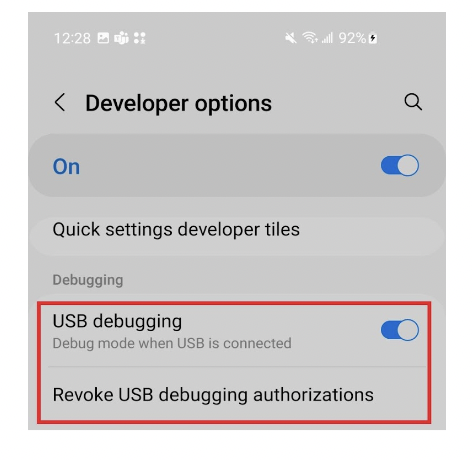 12:28 92%
Developer options
On
Quick settings developer tiles
Debugging
USB debugging
Debug mode when USB is connected
Revoke USB debugging authorizations